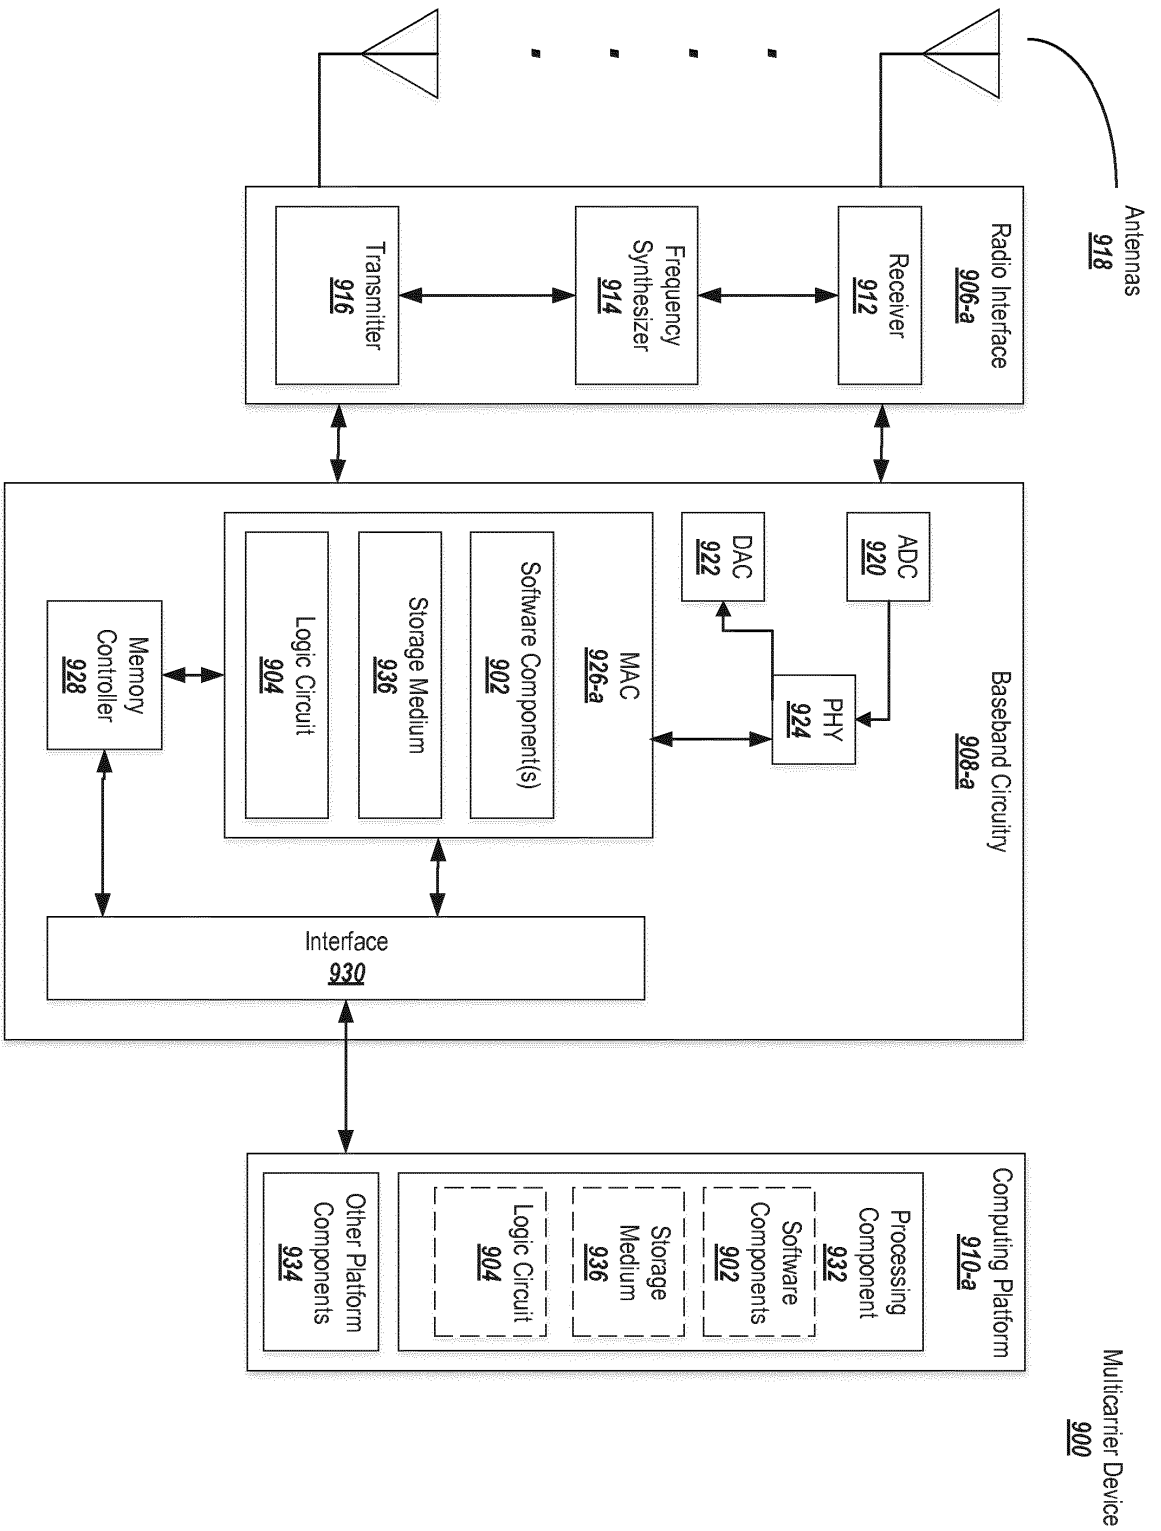 Multicarrier Device
900
Antennas
918
Radio Interface
906-a
Receiver
912
Frequency
Synthesizer
914
Transmitter
916
Baseband Circuitry
908-a
ADC
920
DAC
922
PHY
924
MAC
926-a
Software Component(s)
902
Storage Medium
936
Logic Circuit
904
Memory
Controller
928
Interface
930
Computing Platform
910-a
Processing
Component
932
Software
Components
902
Storage
Medium
936
Logic Circuit
904
Other Platform
Components
934